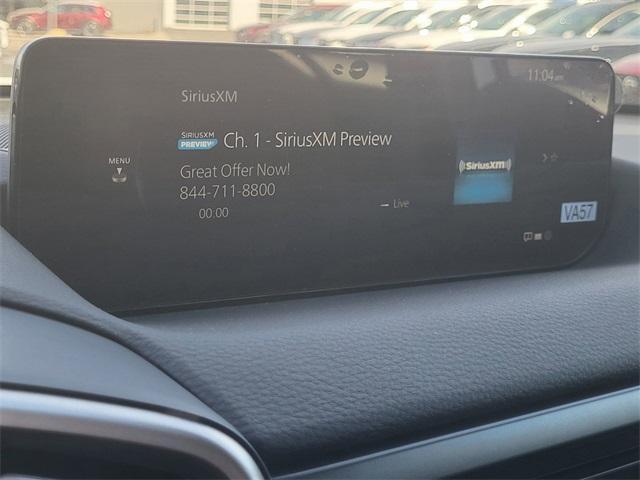 11:04 am
SiriusXM
SIRIUSXM
PREVIEW
Ch. 1 - SiriusXM Preview
MENU
Great Offer Now!
844-711-8800
00:00
Live
((SiriusXM))
VA57